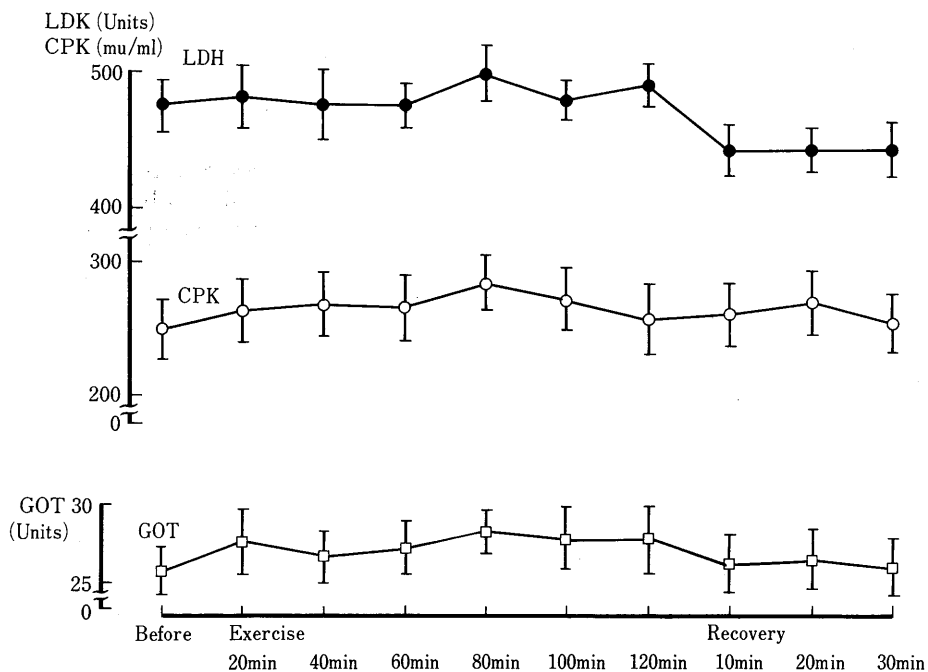 LDK (Units)
CPK (mu/ml)
LDH
500
400
300
CPK
200
0
GOT 30
(Units)
GOT
25
0
Before Exercise Recovery
20min 40min 60min 80min 100min 120min 10min 20min 30min